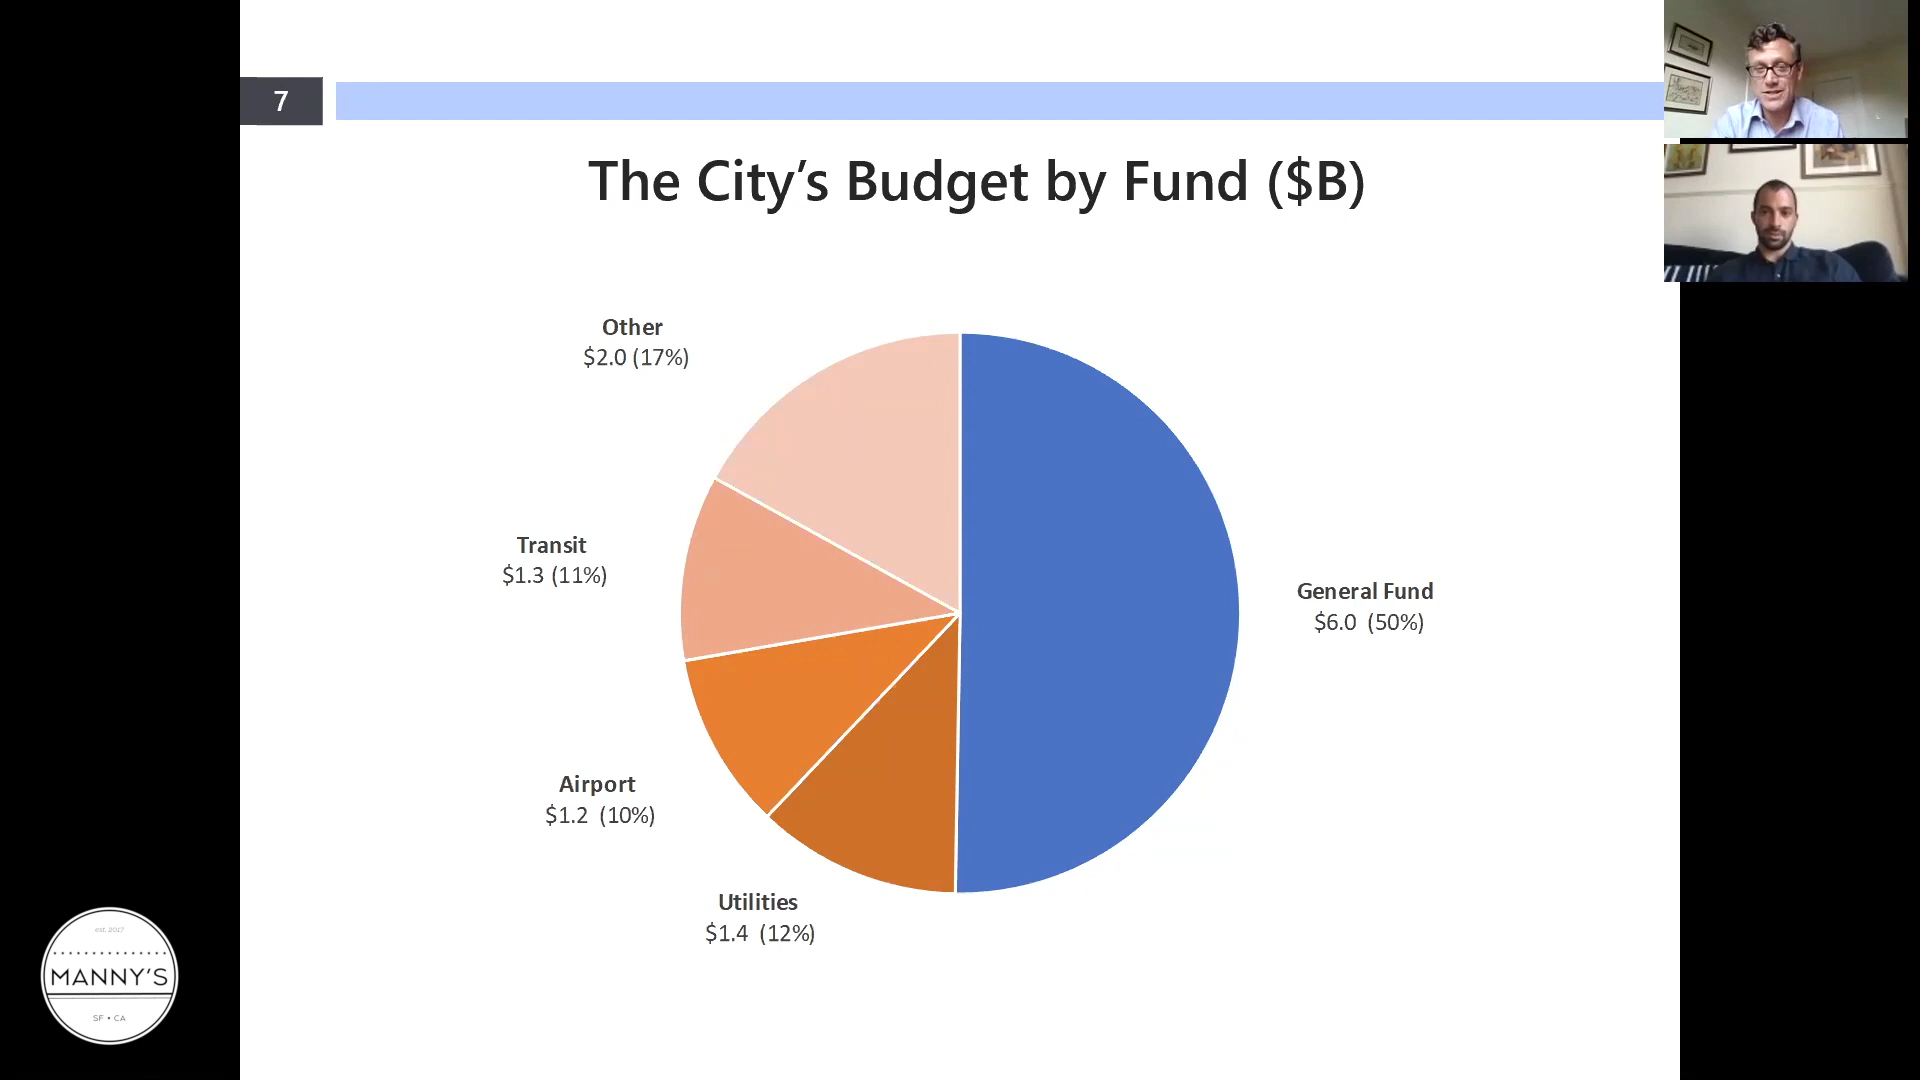 7
The City’s Budget by Fund ($B)
Other
$2.0 (17%)
Transit
$1.3 (11%)
General Fund
$6.0 (50%)
Airport
$1.2 (10%)
Utilities
$1.4 (12%)
est. 2017
MANNY'S
SF • CA